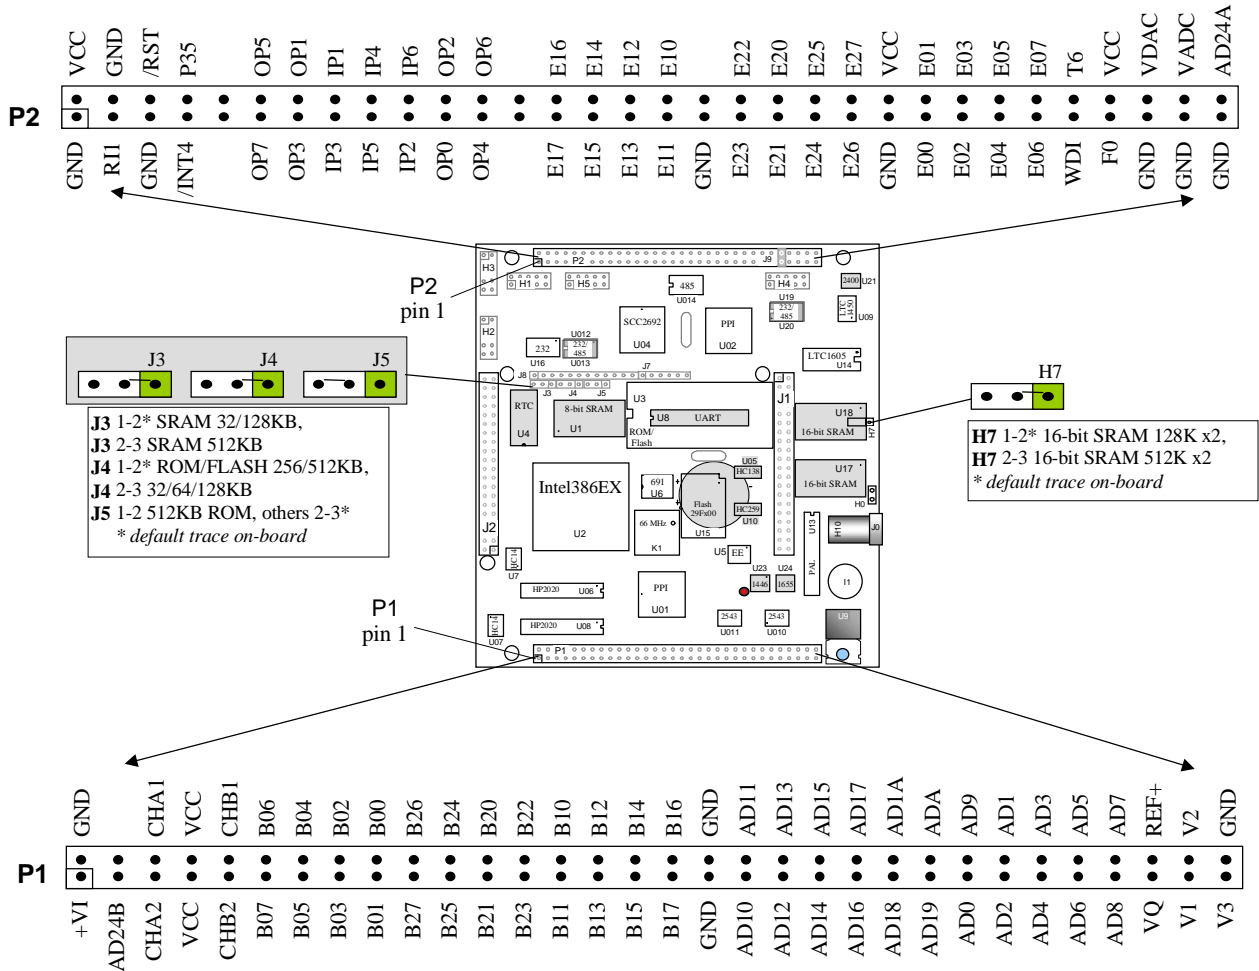 VCC GND /RST P35 OP5 OP1 IP1 IP4 IP6 OP2 OP6 E16 E14 E12 E10 E22 E20 E25 E27 VCC E01 E03 E05 E07 T6 VCC VDAC VADC AD24A
P2
GND RI1 GND /INT4 OP7 OP3 IP3 IP5 IP2 OP0 OP4 E17 E15 E13 E11 GND E23 E21 E24 E26 GND E00 E02 E04 E06 WDI F0 GND GND GND
P2
pin 1
H3
P2
J9
H1
H5
H4
485
U014
2400
U21
U19
232/
485
U20
LTC
1450
U09
SCC2692
U04
PPI
U02
H2
U012
232
U16
232/
485
U013
LTC1605
U14
J8
J7
J3
J4
J5
J3 J4 J5
J3 1-2* SRAM 32/128KB,
J3 2-3 SRAM 512KB
J4 1-2* ROM/FLASH 256/512KB,
J4 2-3 32/64/128KB
J5 1-2 512KB ROM, others 2-3*
* default trace on-board
RTC
U4
8-bit SRAM
U1
U3
U8 UART
ROM/
Flash
J1
U18
16-bit SRAM
H7
H7
H7 1-2* 16-bit SRAM 128K x2,
H7 2-3 16-bit SRAM 512K x2
* default trace on-board
U17
16-bit SRAM
H0
Intel386EX
U2
J2
691
U6
Flash
29Fx00
U15
U05
HC138
HC259
U10
66 MHz
K1
U13
PAL
H10
J0
HC14
U7
U5
EE
U23
1446
U24
1655
I1
HP2020 U06
PPI
U01
HC14
U07
HP2020 U08
2543
U011
2543
U010
U9
P1
P1
pin 1
GND CHA1 VCC CHB1 B06 B04 B02 B00 B26 B24 B20 B22 B10 B12 B14 B16 GND AD11 AD13 AD15 AD17 AD1A ADA AD9 AD1 AD3 AD5 AD7 REF+ V2 GND
P1
+VI AD24B CHA2 VCC CHB2 B07 B05 B03 B01 B27 B25 B21 B23 B11 B13 B15 B17 GND AD10 AD12 AD14 AD16 AD18 AD19 AD0 AD2 AD4 AD6 AD8 VQ V1 V3